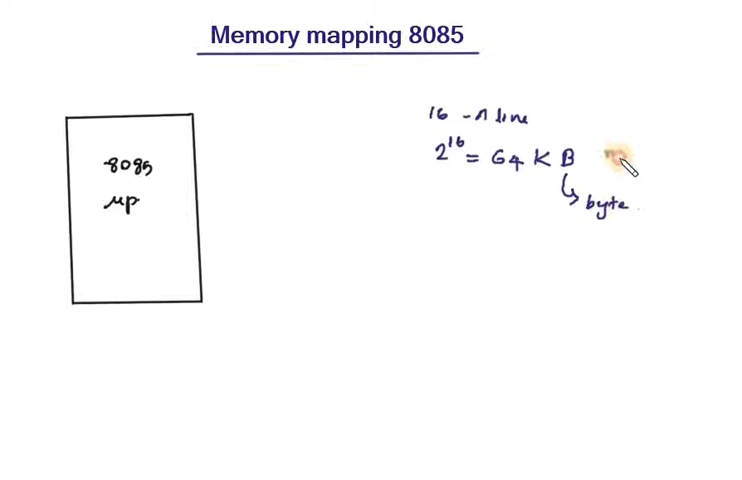 Memory mapping 8085
16 - A line
2^16 = 64 K B
byte
8085
μp